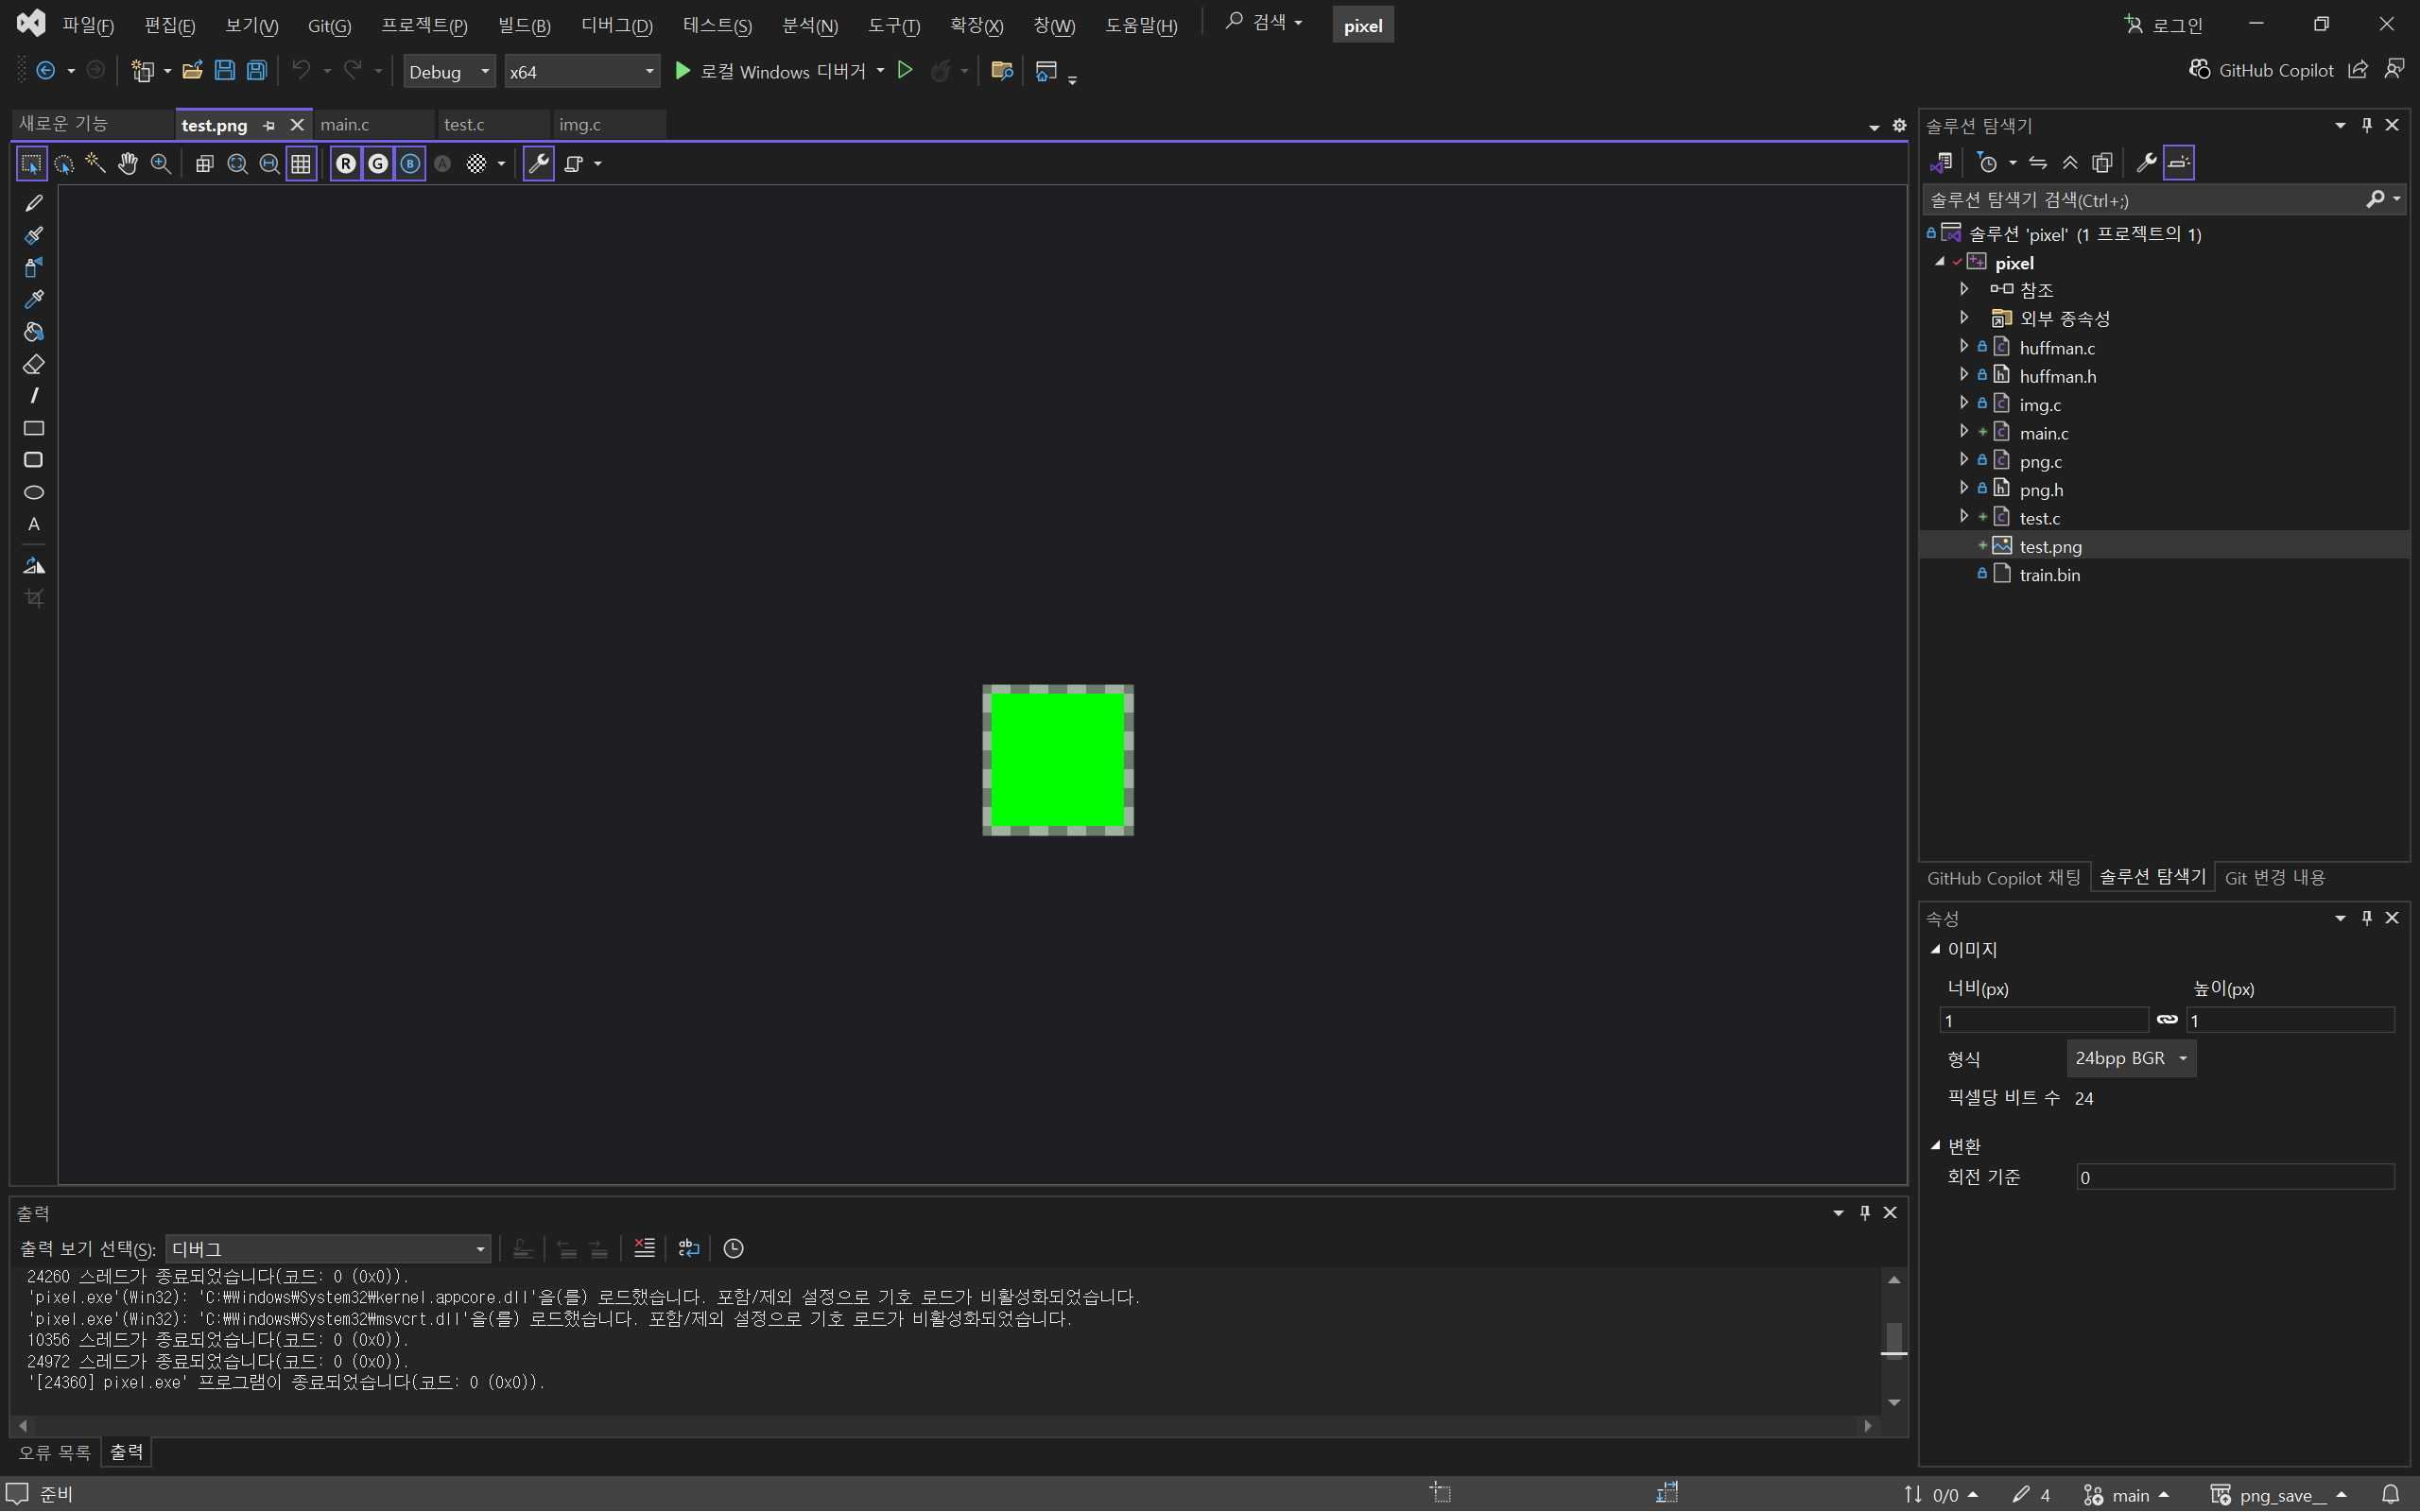 파일(F) 편집(E) 보기(V) Git(G) 프로젝트(P) 빌드(B) 디버그(D) 테스트(S) 분석(N) 도구(T) 확장(X) 창(W) 도움말(H) 검색 pixel 로그인
Debug x64 로컬 Windows 디버거 GitHub Copilot
새로운 기능 test.png main.c test.c img.c
R G B A
A
솔루션 탐색기
솔루션 탐색기 검색(Ctrl+;)
솔루션 'pixel' (1 프로젝트의 1)
pixel
참조
외부 종속성
huffman.c
huffman.h
img.c
main.c
png.c
png.h
test.c
test.png
train.bin
GitHub Copilot 채팅 솔루션 탐색기 Git 변경 내용
속성
이미지
너비(px) 높이(px)
1 1
형식 24bpp BGR
픽셀당 비트 수 24
변환
회전 기준 0
출력
출력 보기 선택(S): 디버그
24260 스레드가 종료되었습니다(코드: 0 (0x0)).
'pixel.exe'(Win32): 'C:₩Windows₩System32₩kernel.appcore.dll'을(를) 로드했습니다. 포함/제외 설정으로 기호 로드가 비활성화되었습니다.
'pixel.exe'(Win32): 'C:₩Windows₩System32₩msvcrt.dll'을(를) 로드했습니다. 포함/제외 설정으로 기호 로드가 비활성화되었습니다.
10356 스레드가 종료되었습니다(코드: 0 (0x0)).
24972 스레드가 종료되었습니다(코드: 0 (0x0)).
'[24360] pixel.exe' 프로그램이 종료되었습니다(코드: 0 (0x0)).
오류 목록 출력
준비 0/0 4 main png_save__